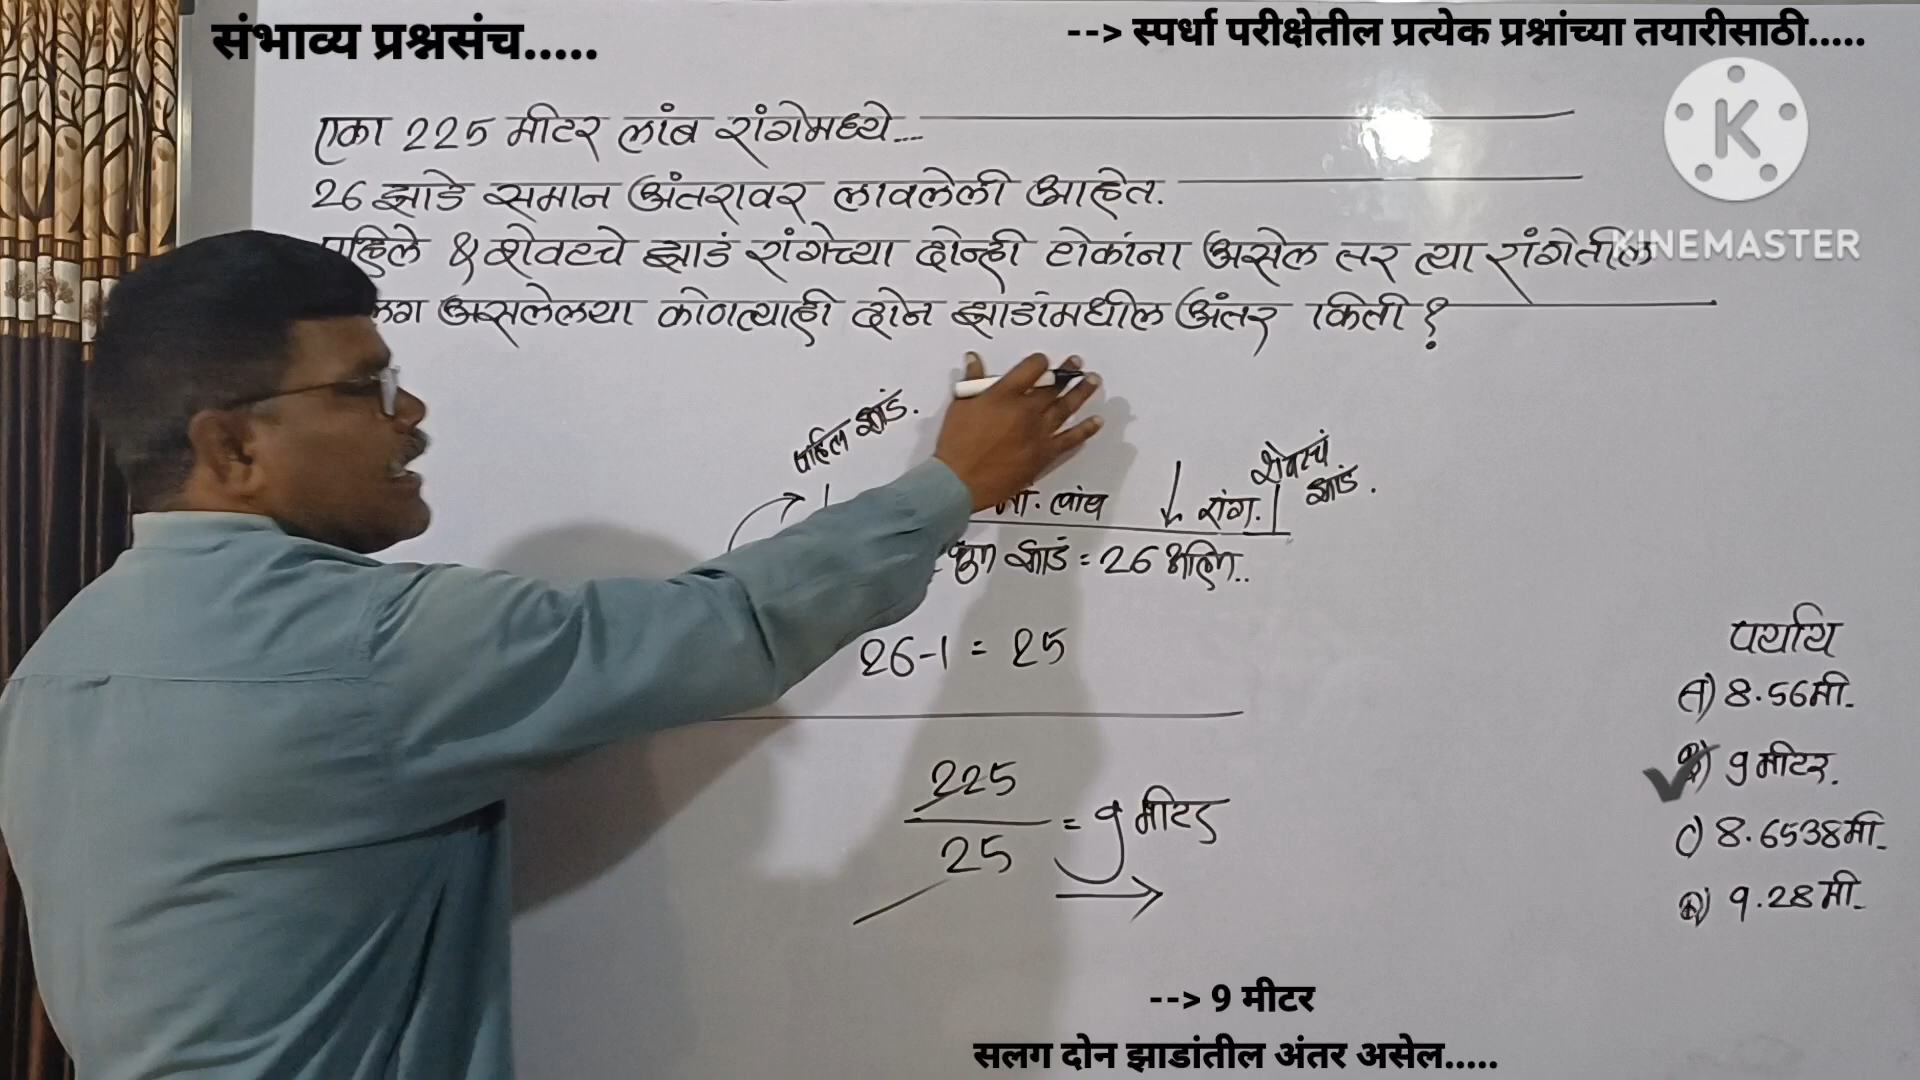 संभाव्य प्रश्नसंच.....
--> स्पर्धा परीक्षेतील प्रत्येक प्रश्नांच्या तयारीसाठी.....
K
KINEMASTER
एका 225 मीटर लांब रांगेमध्ये...
26 झाडे समान अंतरावर लावलेली आहेत.
पहिले & शेवटचे झाडं रांगेच्या दोन्ही टोकांना असेल तर त्या रांगेतील
लग असलेलया कोणत्याही दोन झाडांमधील अंतर किती?
पहिल झाडं.
शेवटचं
झाडं.
मी. लांब रांग.
झाडं = 26
26-1 = 25
225
25
= 9 मीटर
पर्याय
A) 8.56मी.
B) 9 मीटर.
C) 8.6538मी.
D) 9.28मी.
--> 9 मीटर
सलग दोन झाडांतील अंतर असेल.....